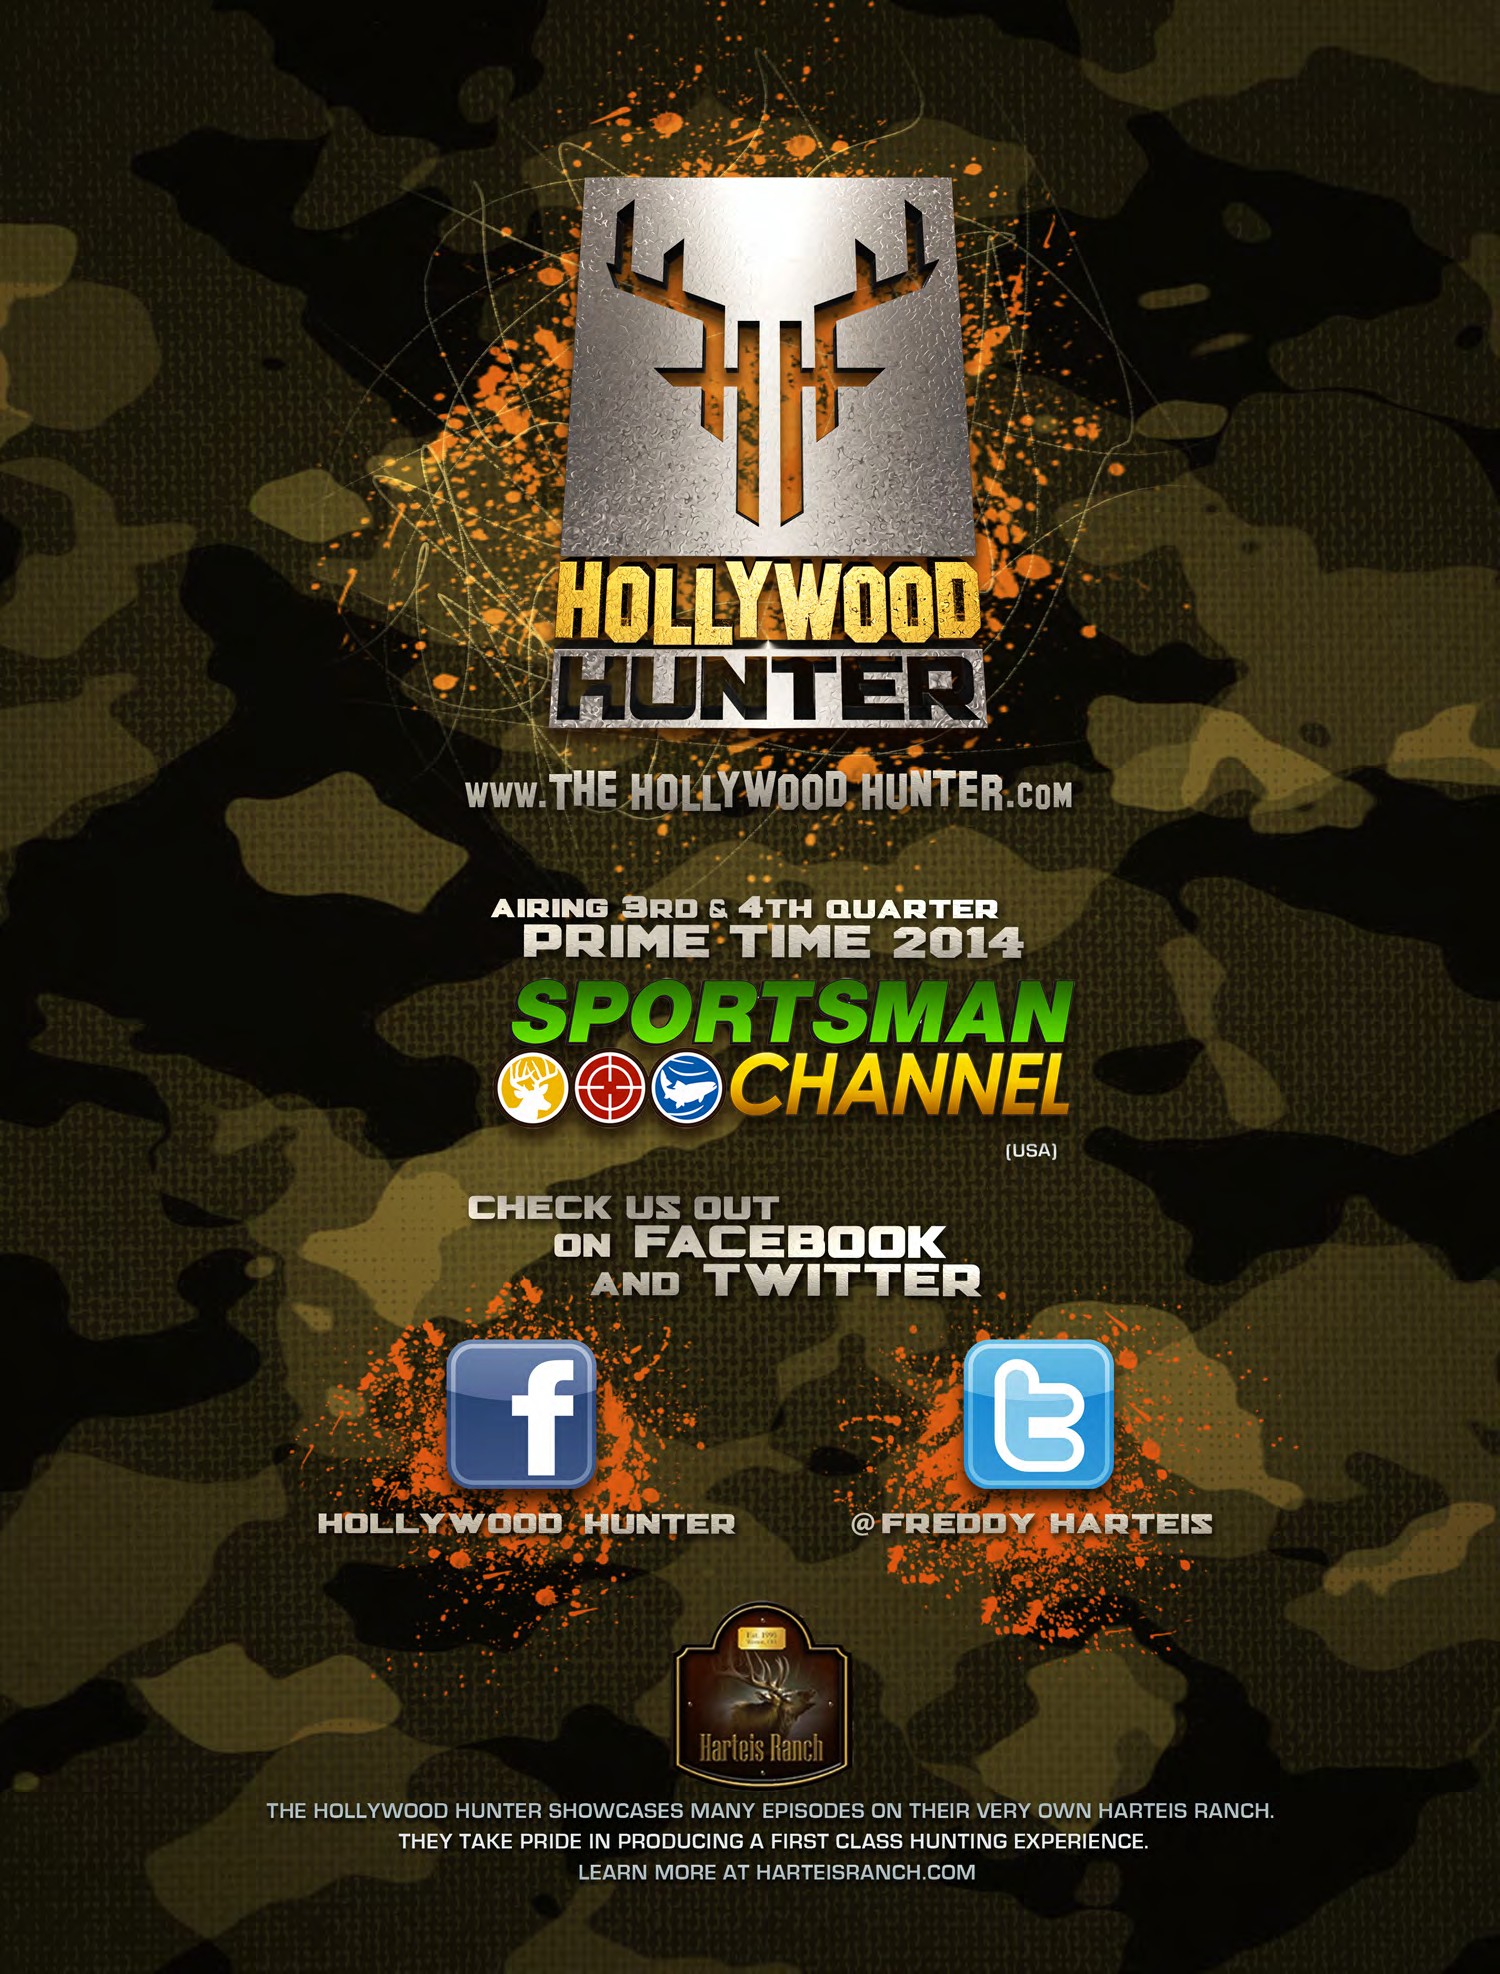 HOLLYWOOD
HUNTER
WWW.THE HOLLYWOOD HUNTER.COM
AIRING 3RD & 4TH QUARTER
PRIME TIME 2014
SPORTSMAN
CHANNEL
(USA)
CHECK US OUT
ON FACEBOOK
AND TWITTER
f
t
HOLLYWOOD HUNTER
@FREDDY HARTEIS
Harteis Ranch
THE HOLLYWOOD HUNTER SHOWCASES MANY EPISODES ON THEIR VERY OWN HARTEIS RANCH.
THEY TAKE PRIDE IN PRODUCING A FIRST CLASS HUNTING EXPERIENCE.
LEARN MORE AT HARTEISRANCH.COM